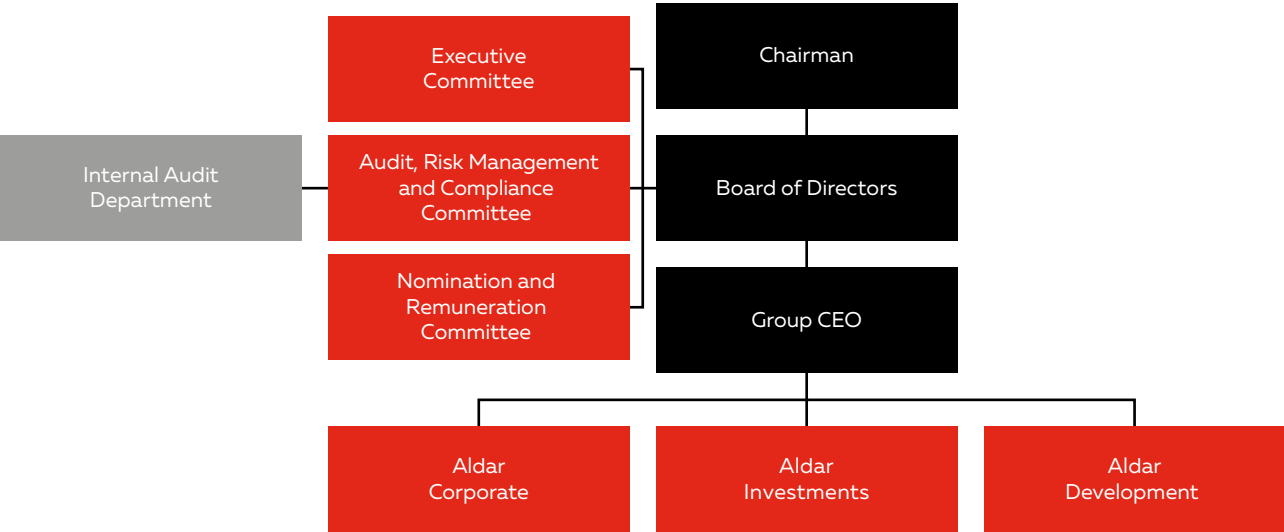 Executive
Committee
Chairman
Internal Audit
Department
Audit, Risk Management
and Compliance
Committee
Board of Directors
Nomination and
Remuneration
Committee
Group CEO
Aldar
Corporate
Aldar
Investments
Aldar
Development